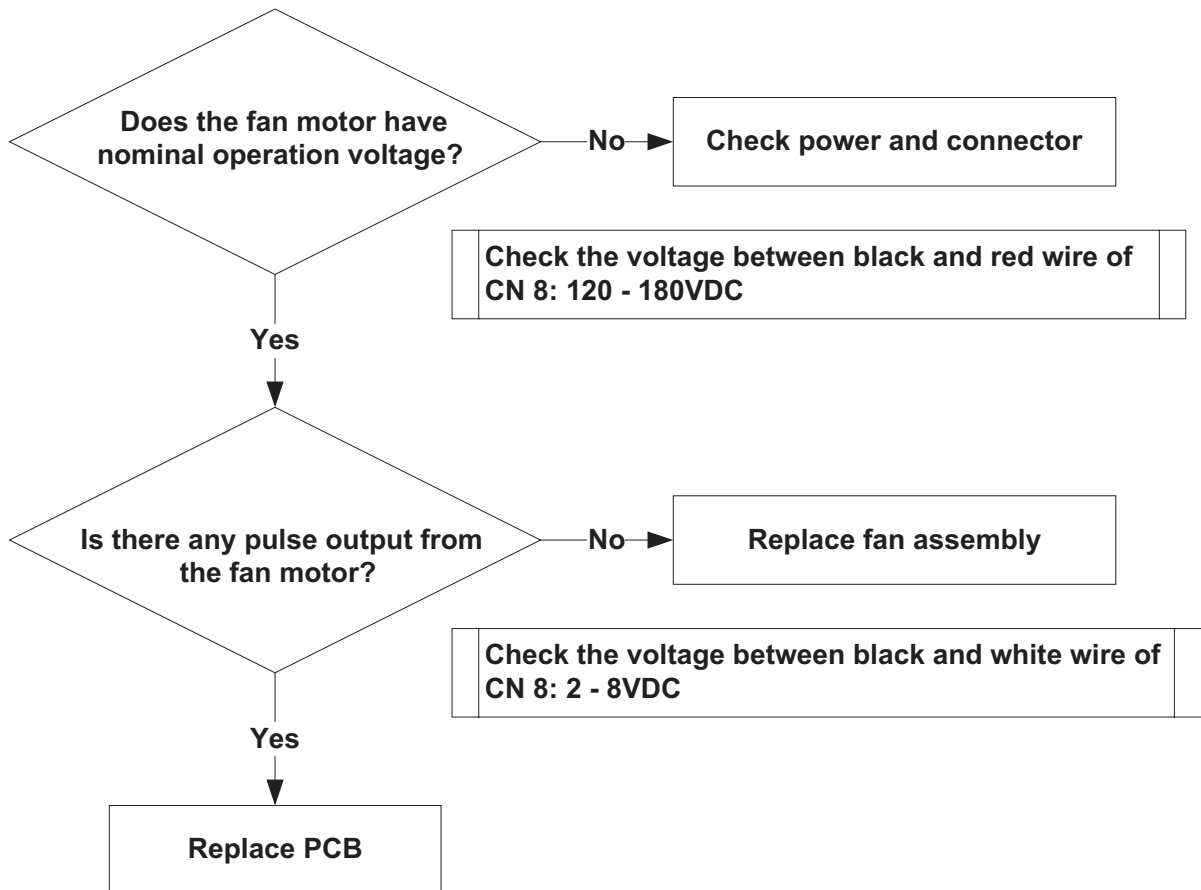 Does the fan motor have
nominal operation voltage?
No
Check power and connector
Check the voltage between black and red wire of
CN 8: 120 - 180VDC
Yes
Is there any pulse output from
the fan motor?
No
Replace fan assembly
Check the voltage between black and white wire of
CN 8: 2 - 8VDC
Yes
Replace PCB